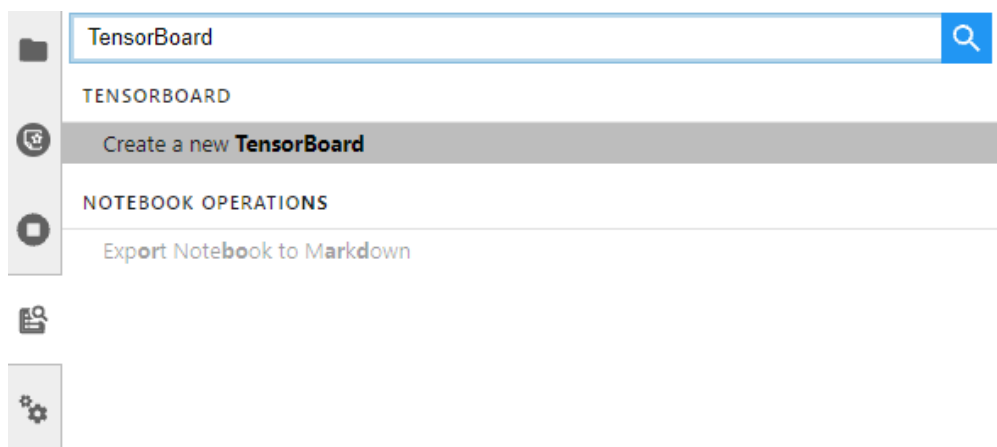 TensorBoard
TENSORBOARD
Create a new TensorBoard
NOTEBOOK OPERATIONS
Export Notebook to Markdown